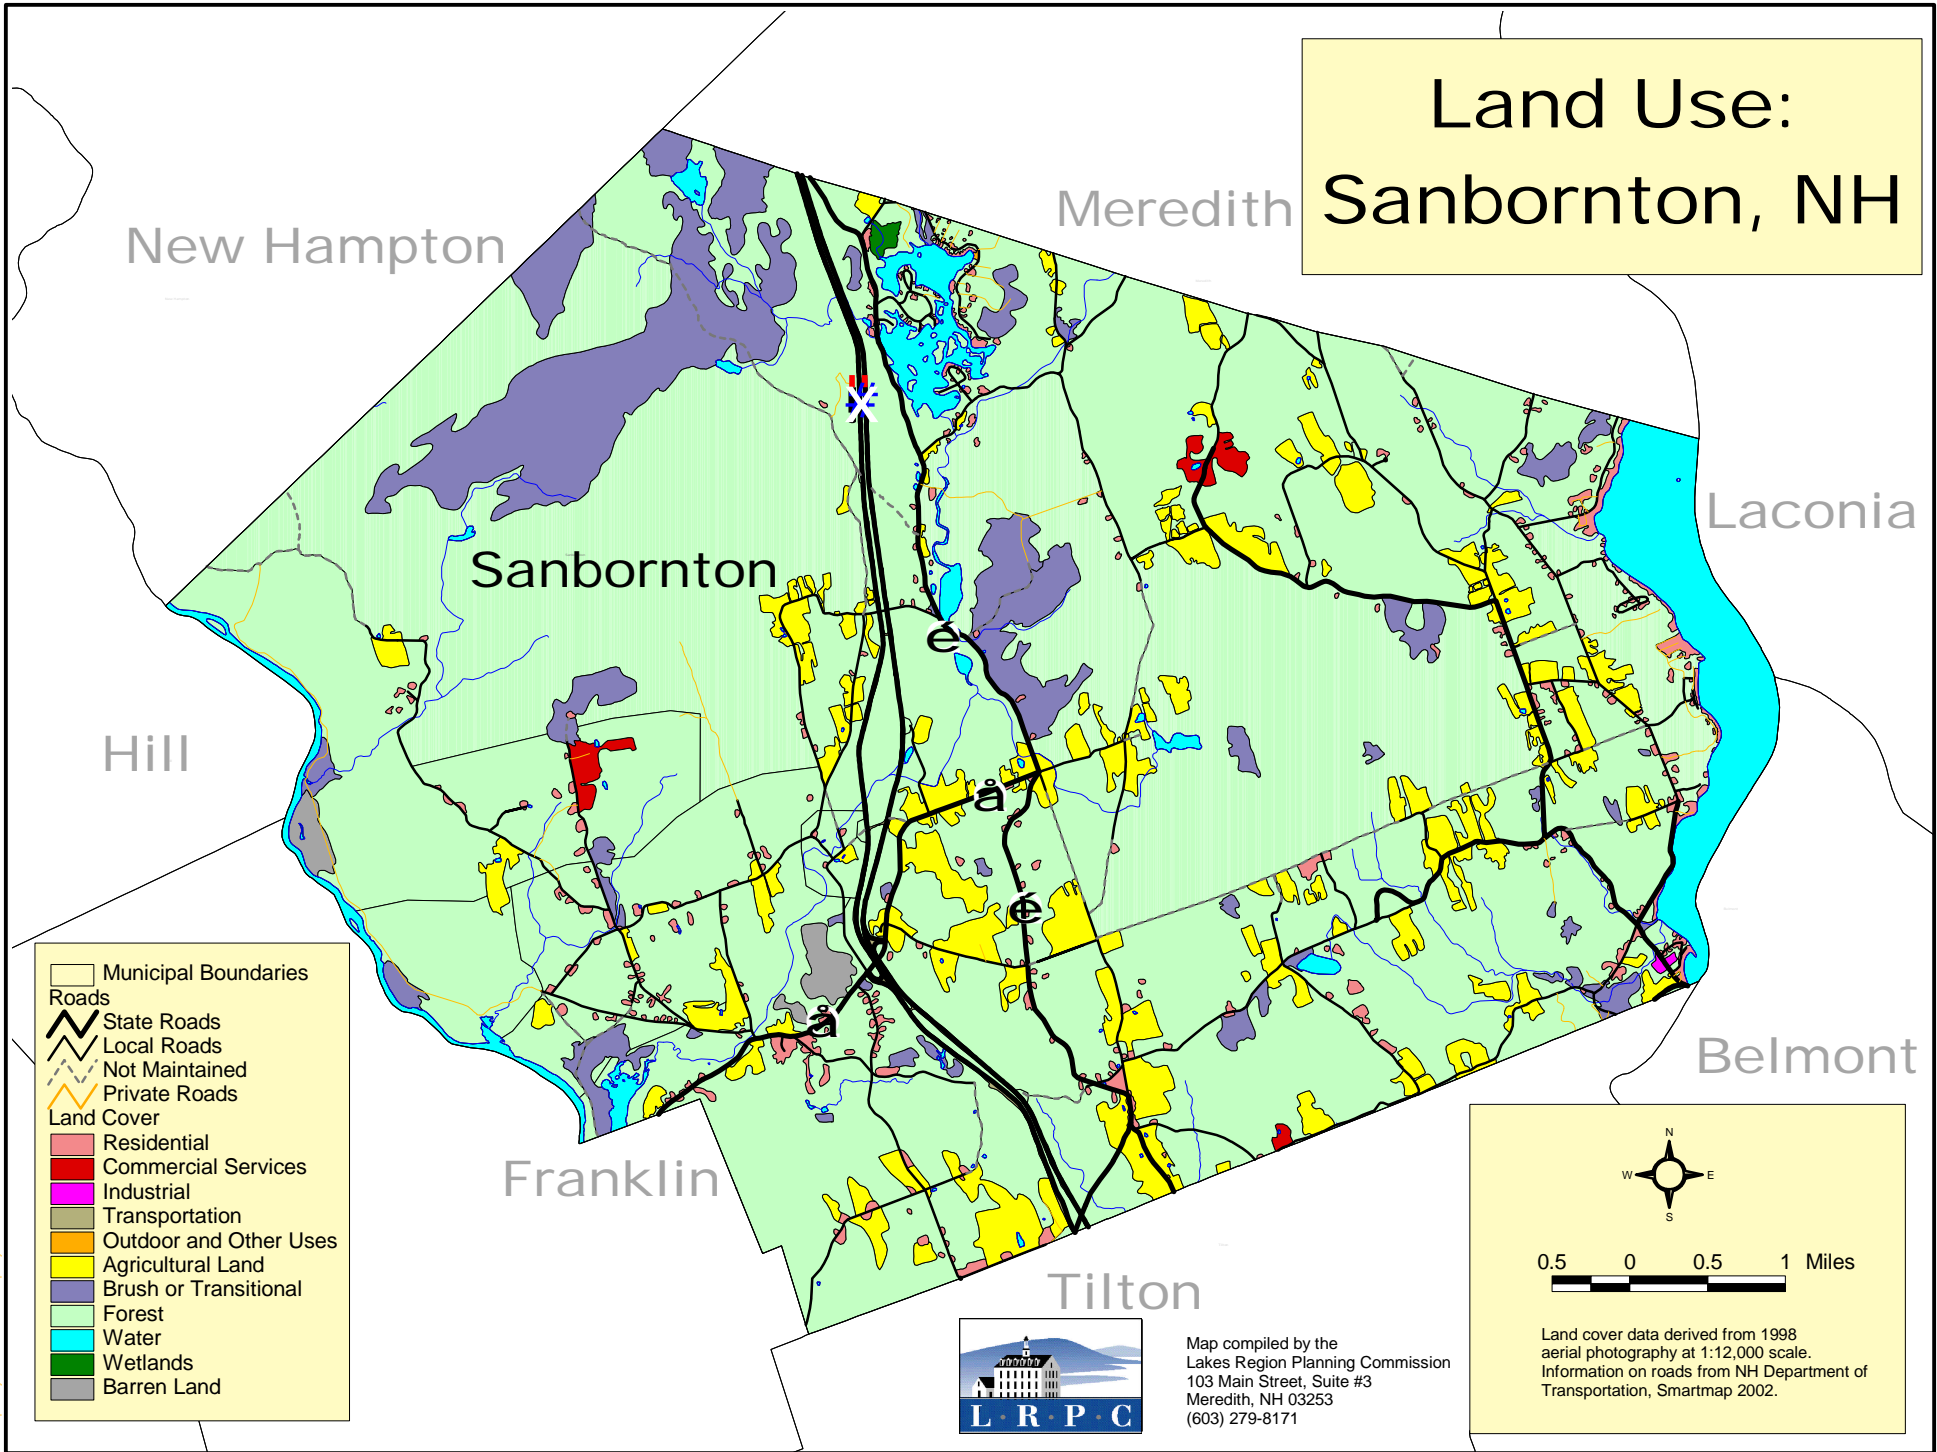 Land Use:
Sanbornton, NH
New Hampton
Meredith
Laconia
Sanbornton
X
é
å
é
å
Hill
Belmont
Franklin
Tilton
Municipal Boundaries
Roads
State Roads
Local Roads
Not Maintained
Private Roads
Land Cover
Residential
Commercial Services
Industrial
Transportation
Outdoor and Other Uses
Agricultural Land
Brush or Transitional
Forest
Water
Wetlands
Barren Land
L · R · P · C
Map compiled by the
Lakes Region Planning Commission
103 Main Street, Suite #3
Meredith, NH 03253
(603) 279-8171
N
W E
S
0.5 0 0.5 1 Miles
Land cover data derived from 1998
aerial photography at 1:12,000 scale.
Information on roads from NH Department of
Transportation, Smartmap 2002.